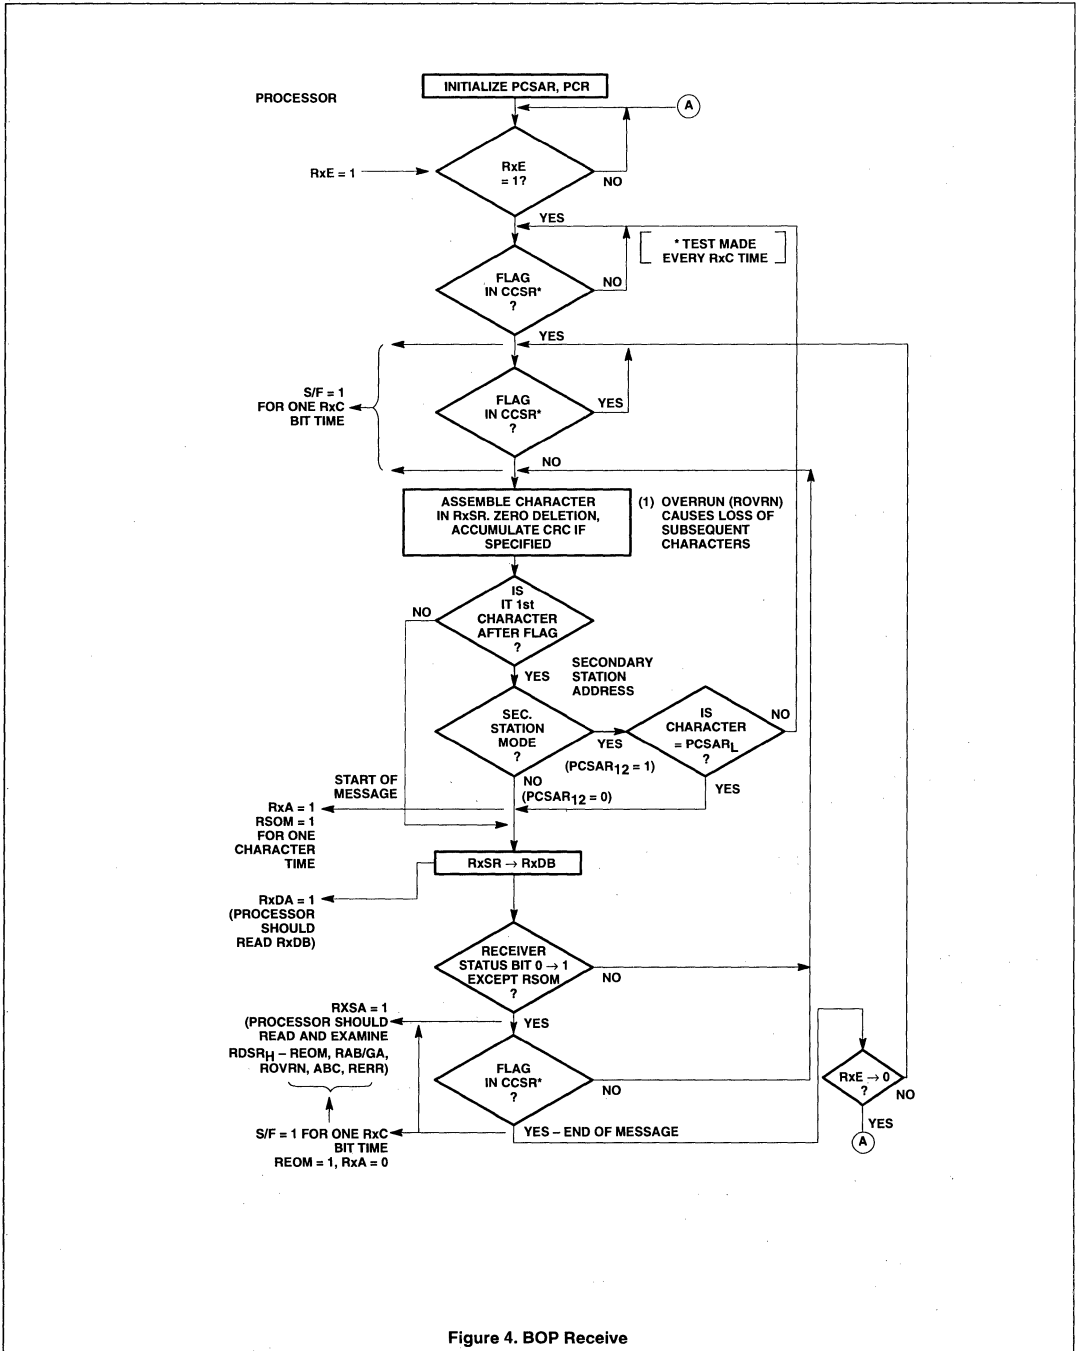 INITIALIZE PCSAR, PCR
PROCESSOR
A
RxE = 1
RxE
= 1?
NO
YES
* TEST MADE
EVERY RxC TIME
FLAG
IN CCSR*
?
NO
YES
S/F = 1
FOR ONE RxC
BIT TIME
FLAG
IN CCSR*
?
YES
NO
ASSEMBLE CHARACTER
IN RxSR. ZERO DELETION,
ACCUMULATE CRC IF
SPECIFIED
(1) OVERRUN (ROVRN)
CAUSES LOSS OF
SUBSEQUENT
CHARACTERS
IS
IT 1st
CHARACTER
AFTER FLAG
?
NO
YES
SECONDARY
STATION
ADDRESS
SEC.
STATION
MODE
?
YES
(PCSAR12 = 1)
IS
CHARACTER
= PCSARL
?
NO
YES
NO
(PCSAR12 = 0)
START OF
MESSAGE
RxA = 1
RSOM = 1
FOR ONE
CHARACTER
TIME
RxSR → RxDB
RxDA = 1
(PROCESSOR
SHOULD
READ RxDB)
RECEIVER
STATUS BIT 0 → 1
EXCEPT RSOM
?
NO
YES
RXSA = 1
(PROCESSOR SHOULD
READ AND EXAMINE
RDSRH – REOM, RAB/GA,
ROVRN, ABC, RERR)
FLAG
IN CCSR*
?
NO
RxE → 0
?
NO
YES
A
YES – END OF MESSAGE
S/F = 1 FOR ONE RxC
BIT TIME
REOM = 1, RxA = 0
Figure 4. BOP Receive